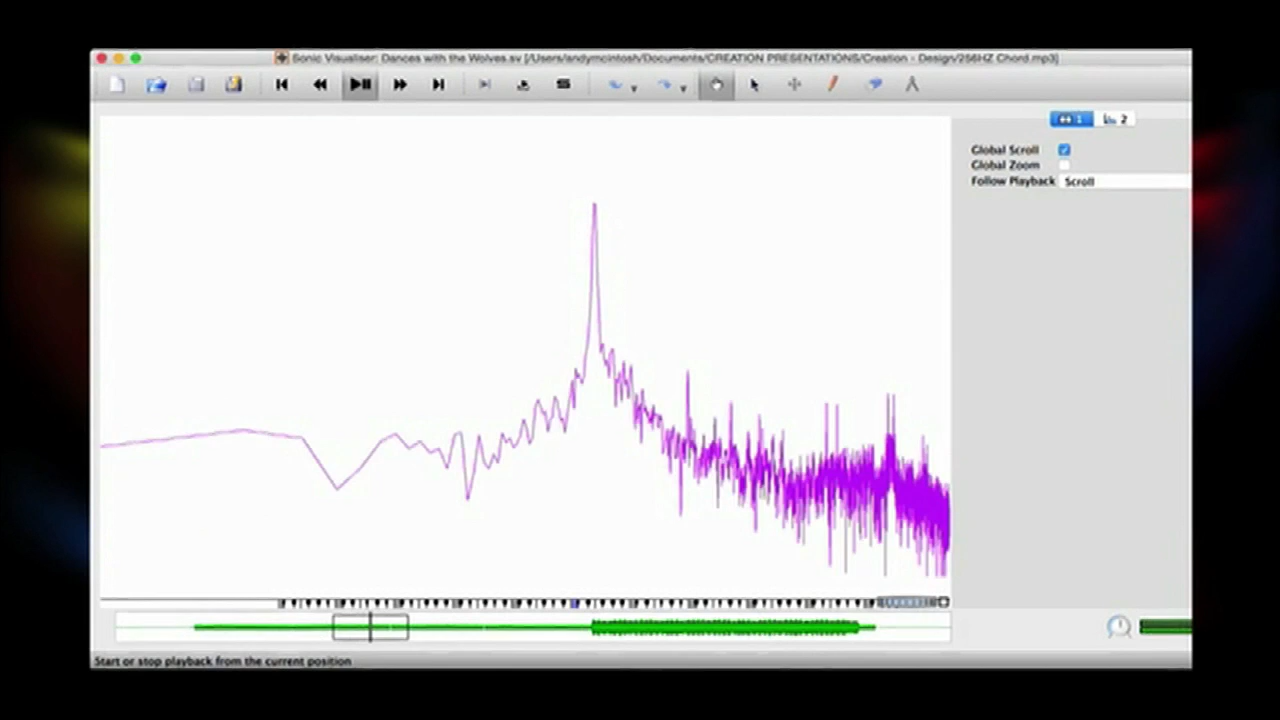 Sonic Visualiser: Dances with the Wolves.sv [/Users/andymcintosh/Documents/CREATION PRESENTATIONS/Creation - Design/256HZ Chord.mp3]
1 2
Global Scroll
Global Zoom
Follow Playback Scroll
Start or stop playback from the current position